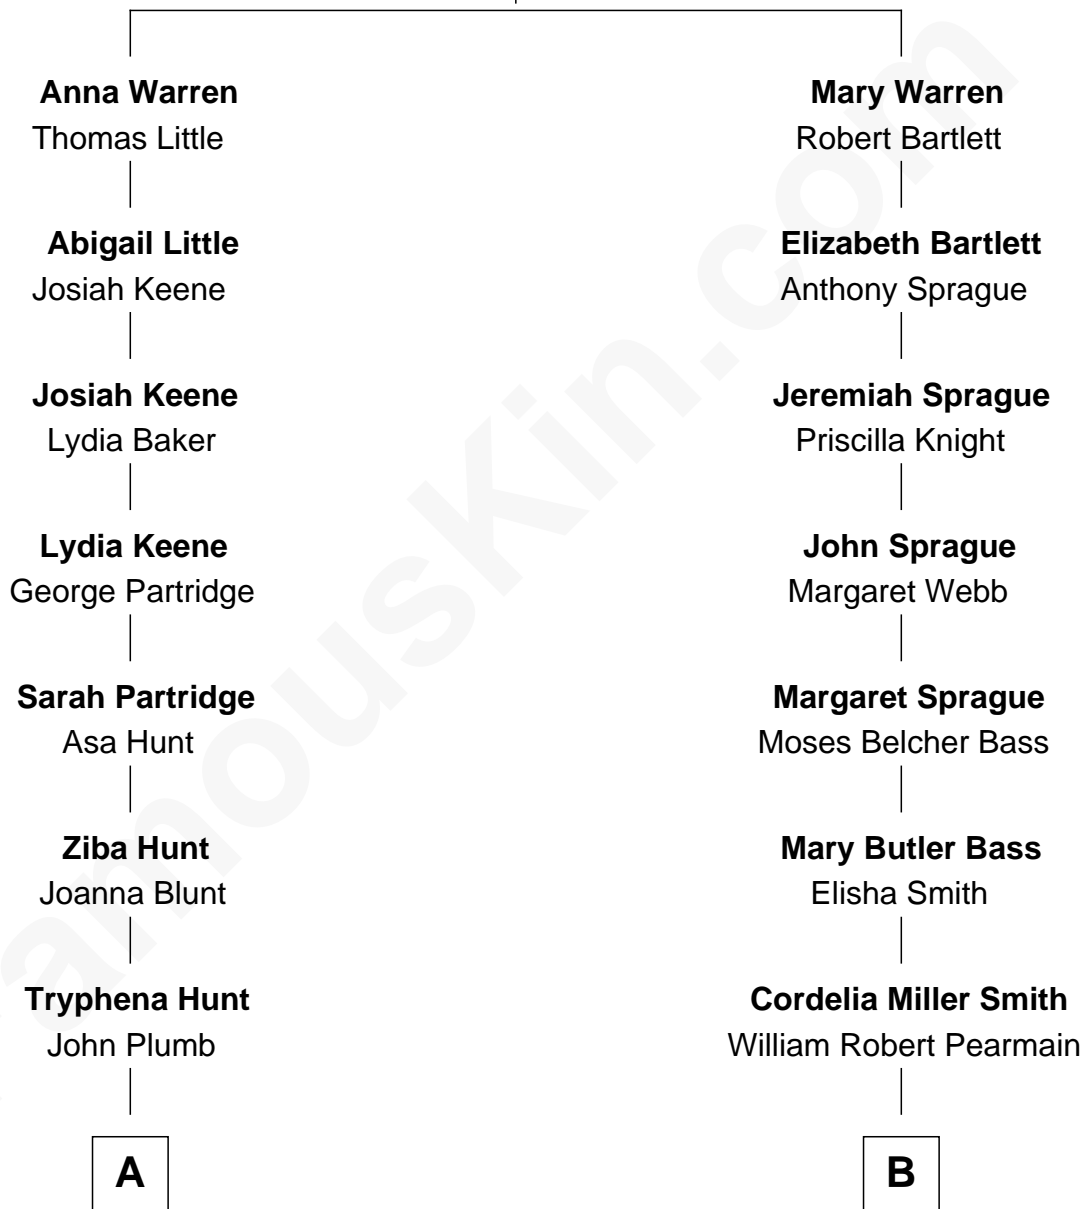 Anna Warren
Thomas Little
Mary Warren
Robert Bartlett
Abigail Little
Josiah Keene
Elizabeth Bartlett
Anthony Sprague
Josiah Keene
Lydia Baker
Jeremiah Sprague
Priscilla Knight
Lydia Keene
George Partridge
John Sprague
Margaret Webb
Sarah Partridge
Asa Hunt
Margaret Sprague
Moses Belcher Bass
Ziba Hunt
Joanna Blunt
Mary Butler Bass
Elisha Smith
Tryphena Hunt
John Plumb
Cordelia Miller Smith
William Robert Pearmain
A
B
amouskin.com